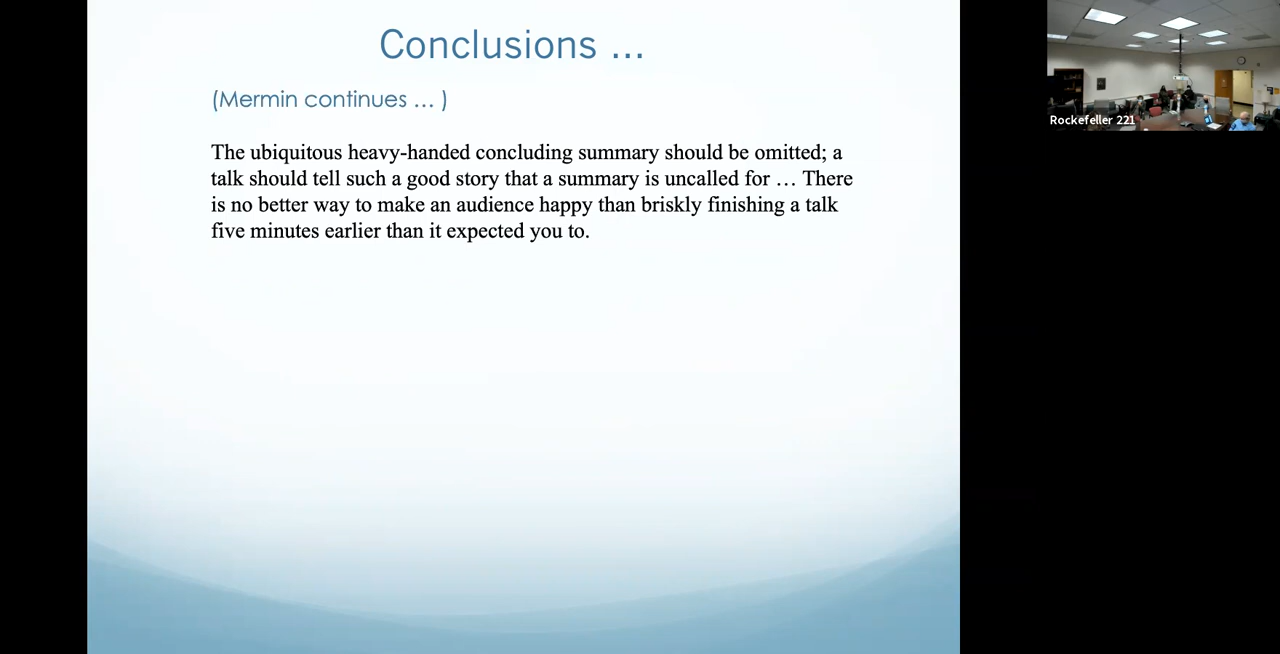 Conclusions ...
(Mermin continues ... )
The ubiquitous heavy-handed concluding summary should be omitted; a
talk should tell such a good story that a summary is uncalled for … There
is no better way to make an audience happy than briskly finishing a talk
five minutes earlier than it expected you to.
Rockefeller 221